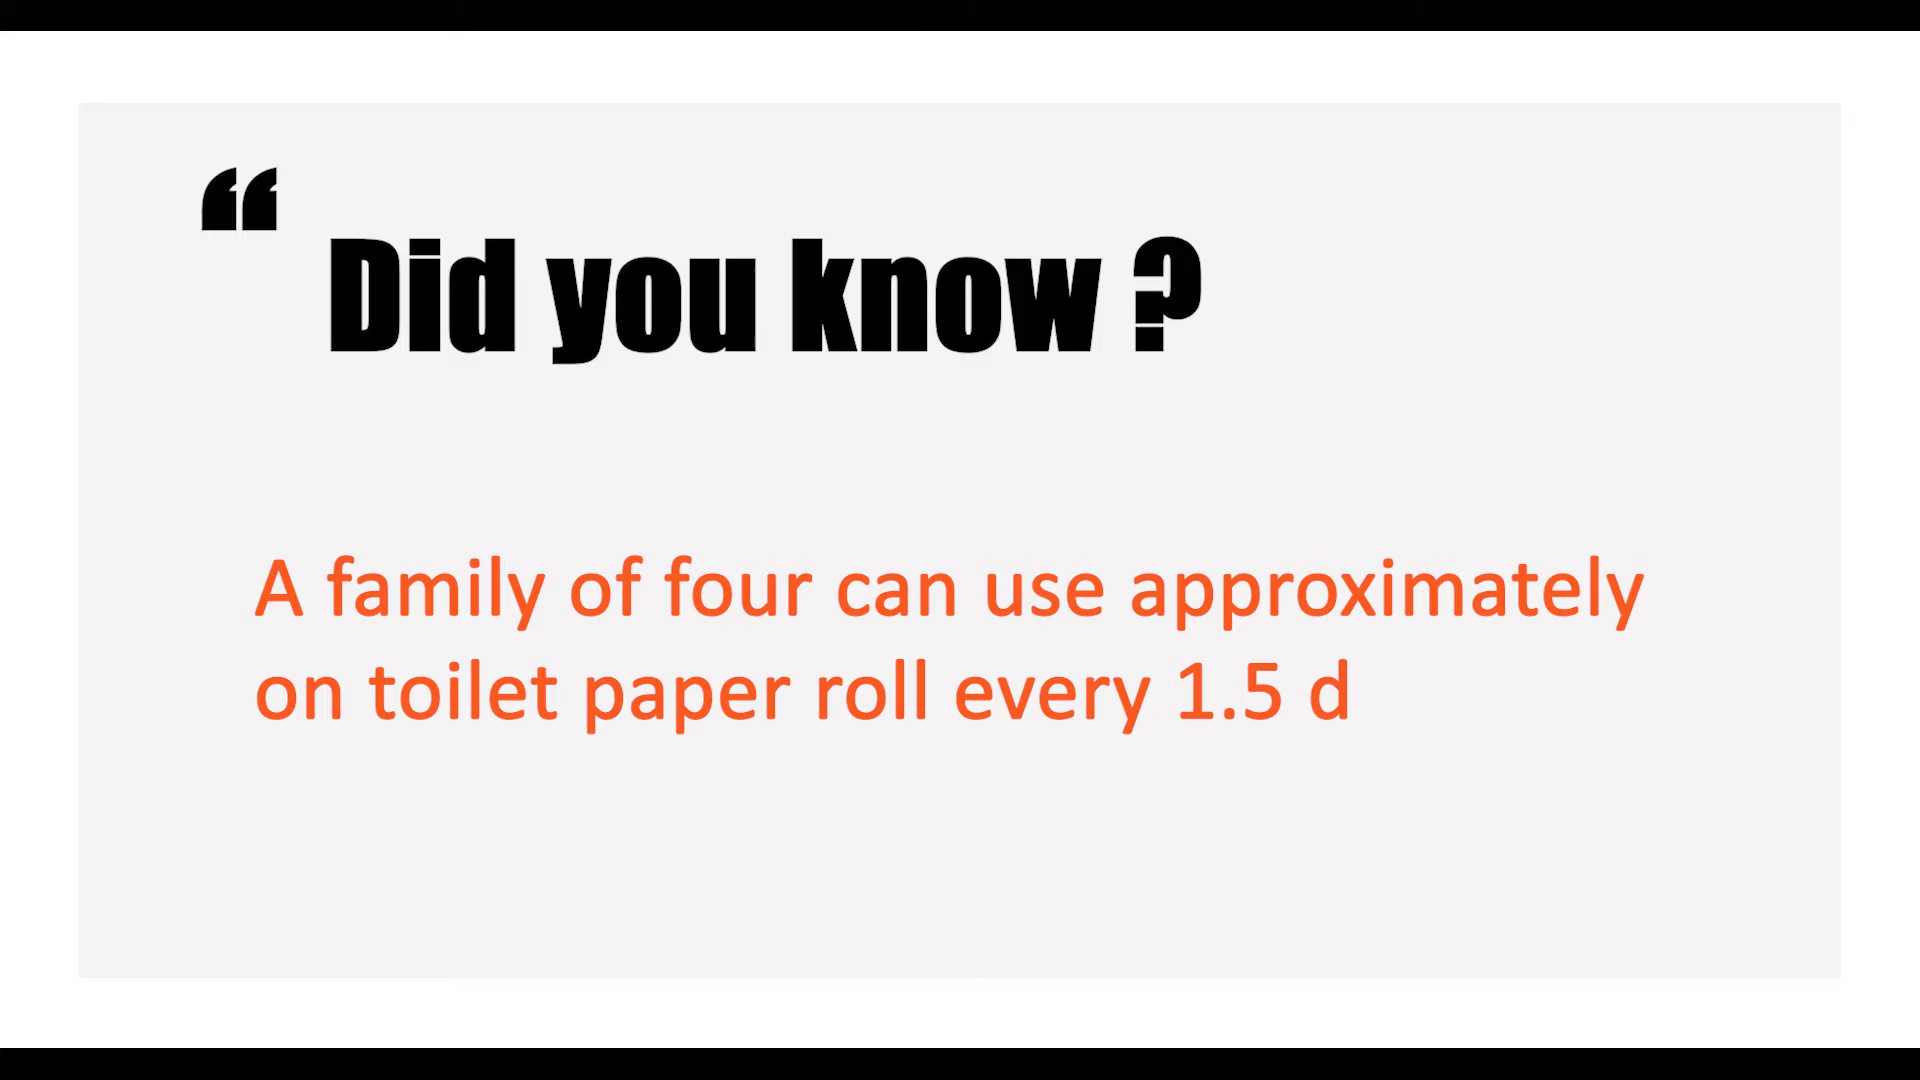 “
Did you know ?
A family of four can use approximately
on toilet paper roll every 1.5 d